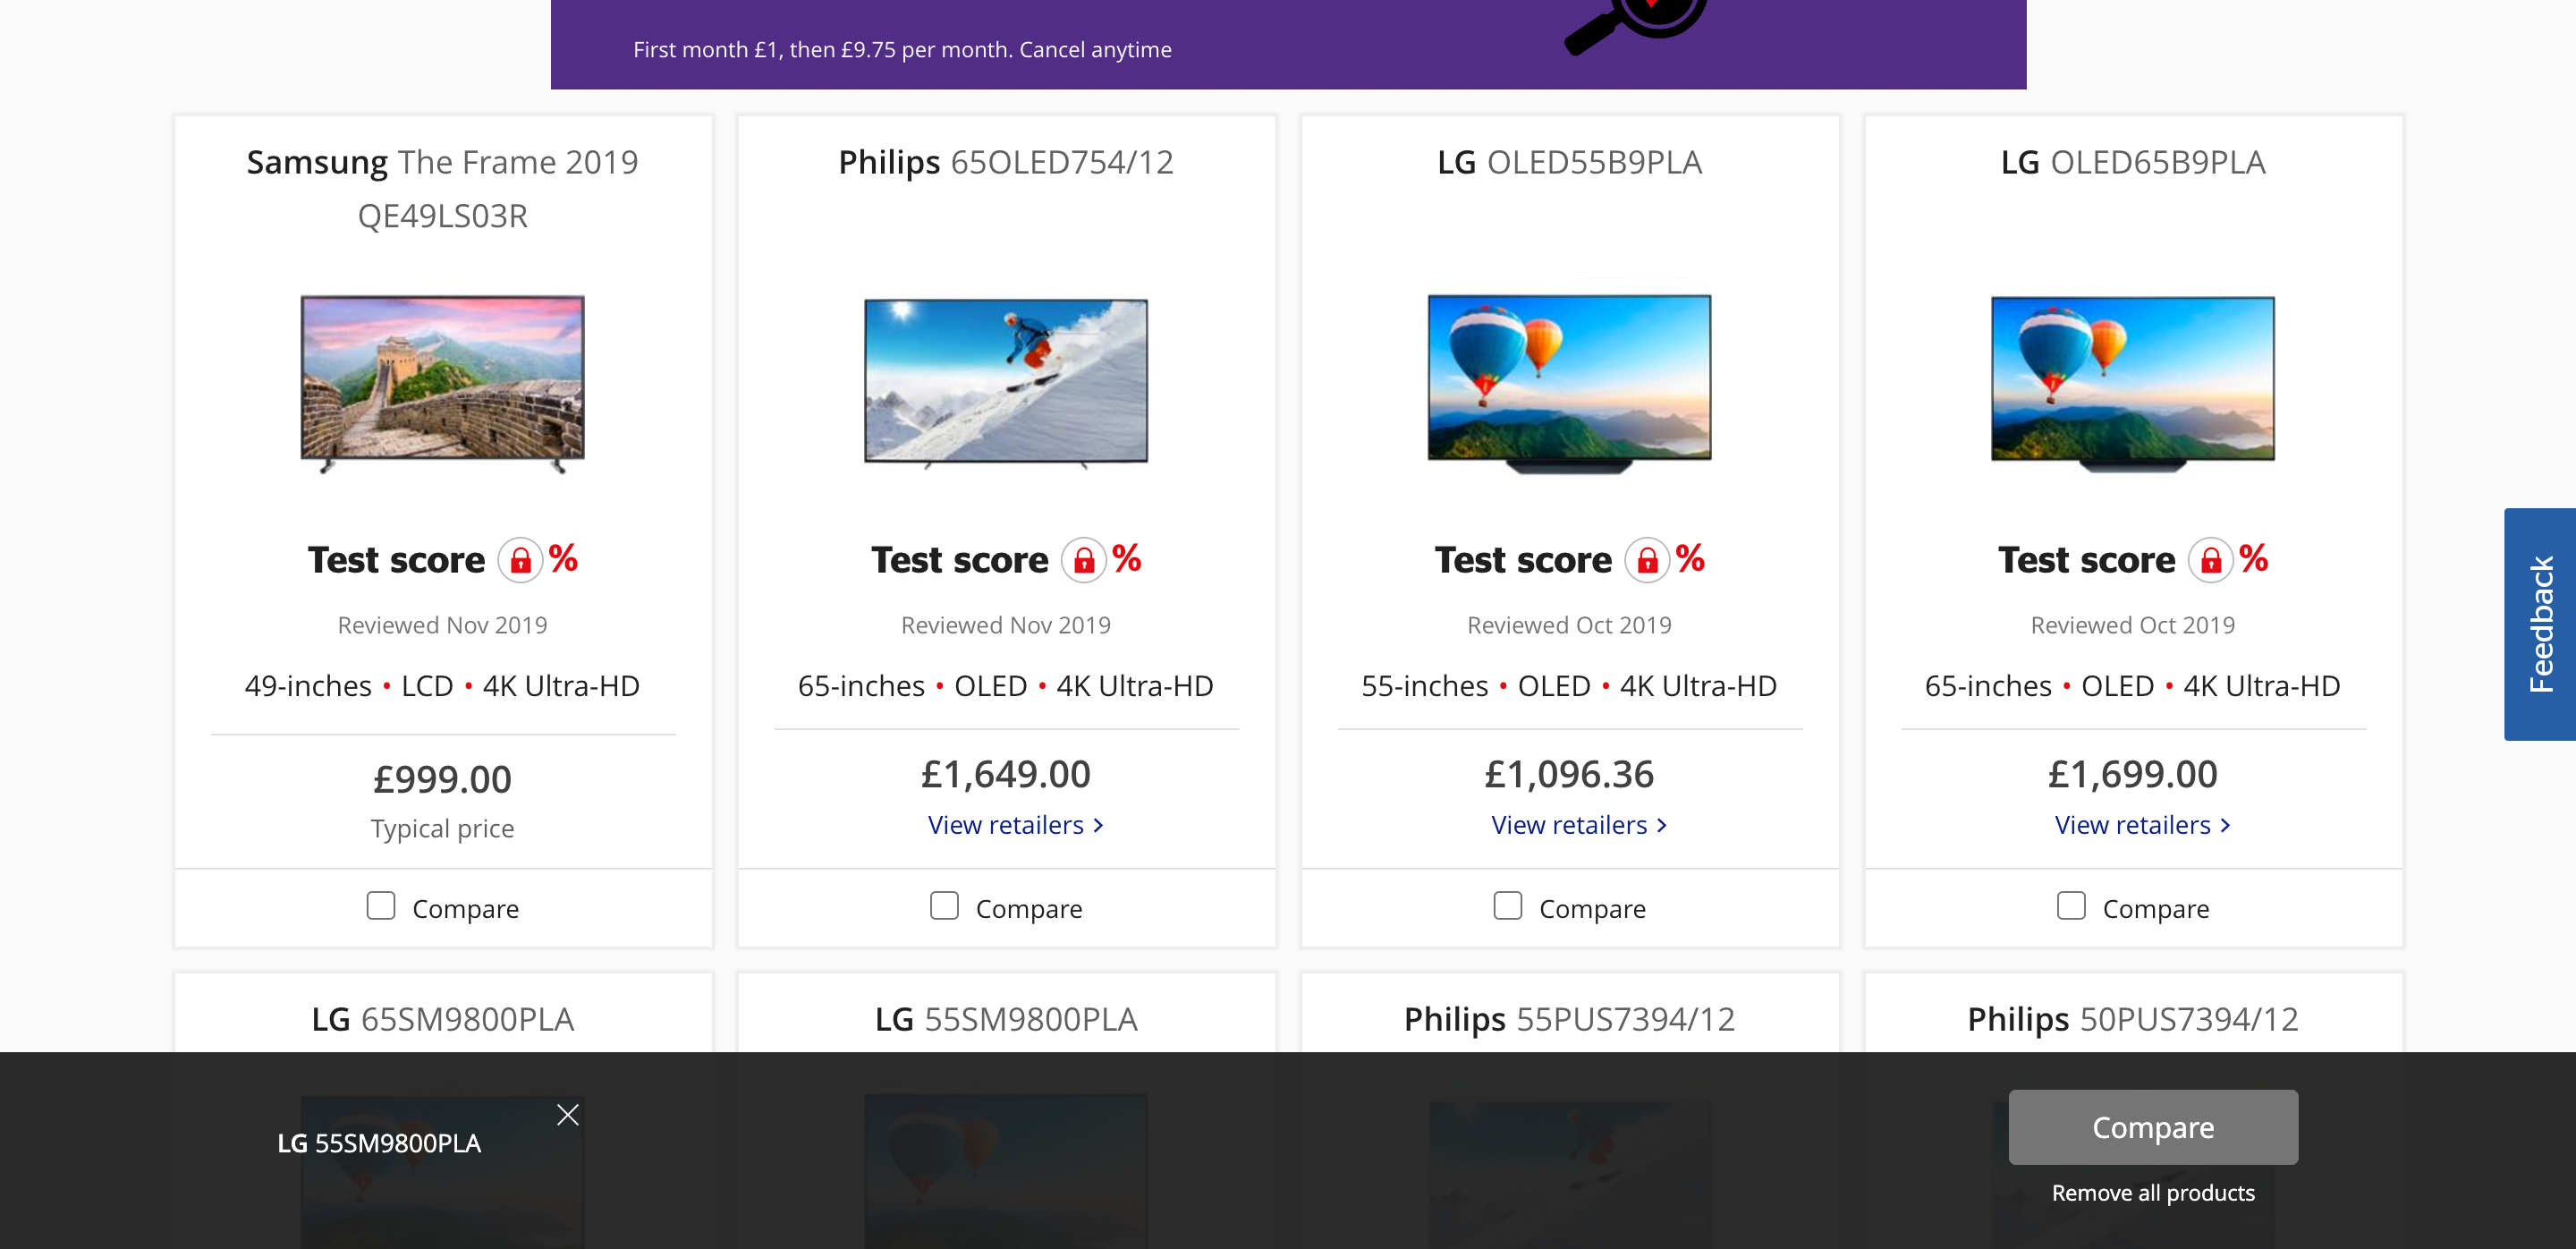 First month £1, then £9.75 per month. Cancel anytime
Samsung The Frame 2019
QE49LS03R
Test score %
Reviewed Nov 2019
49-inches • LCD • 4K Ultra-HD
£999.00
Typical price
Compare
Philips 65OLED754/12
Test score %
Reviewed Nov 2019
65-inches • OLED • 4K Ultra-HD
£1,649.00
View retailers
Compare
LG OLED55B9PLA
Test score %
Reviewed Oct 2019
55-inches • OLED • 4K Ultra-HD
£1,096.36
View retailers
Compare
LG OLED65B9PLA
Test score %
Reviewed Oct 2019
65-inches • OLED • 4K Ultra-HD
£1,699.00
View retailers
Compare
Feedback
LG 65SM9800PLA
LG 55SM9800PLA
Philips 55PUS7394/12
Philips 50PUS7394/12
LG 55SM9800PLA
Compare
Remove all products